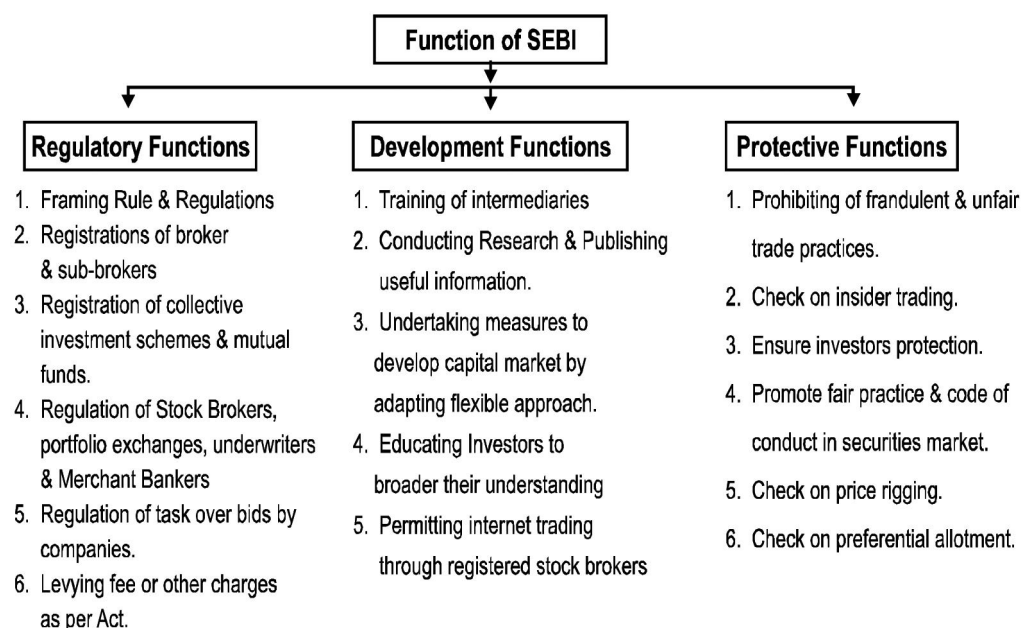 Function of SEBI
Regulatory Functions
1. Framing Rule & Regulations
2. Registrations of broker
& sub-brokers
3. Registration of collective
investment schemes & mutual
funds.
4. Regulation of Stock Brokers,
portfolio exchanges, underwriters
& Merchant Bankers
5. Regulation of task over bids by
companies.
6. Levying fee or other charges
as per Act.
Development Functions
1. Training of intermediaries
2. Conducting Research & Publishing
useful information.
3. Undertaking measures to
develop capital market by
adapting flexible approach.
4. Educating Investors to
broader their understanding
5. Permitting internet trading
through registered stock brokers
Protective Functions
1. Prohibiting of frandulent & unfair
trade practices.
2. Check on insider trading.
3. Ensure investors protection.
4. Promote fair practice & code of
conduct in securities market.
5. Check on price rigging.
6. Check on preferential allotment.